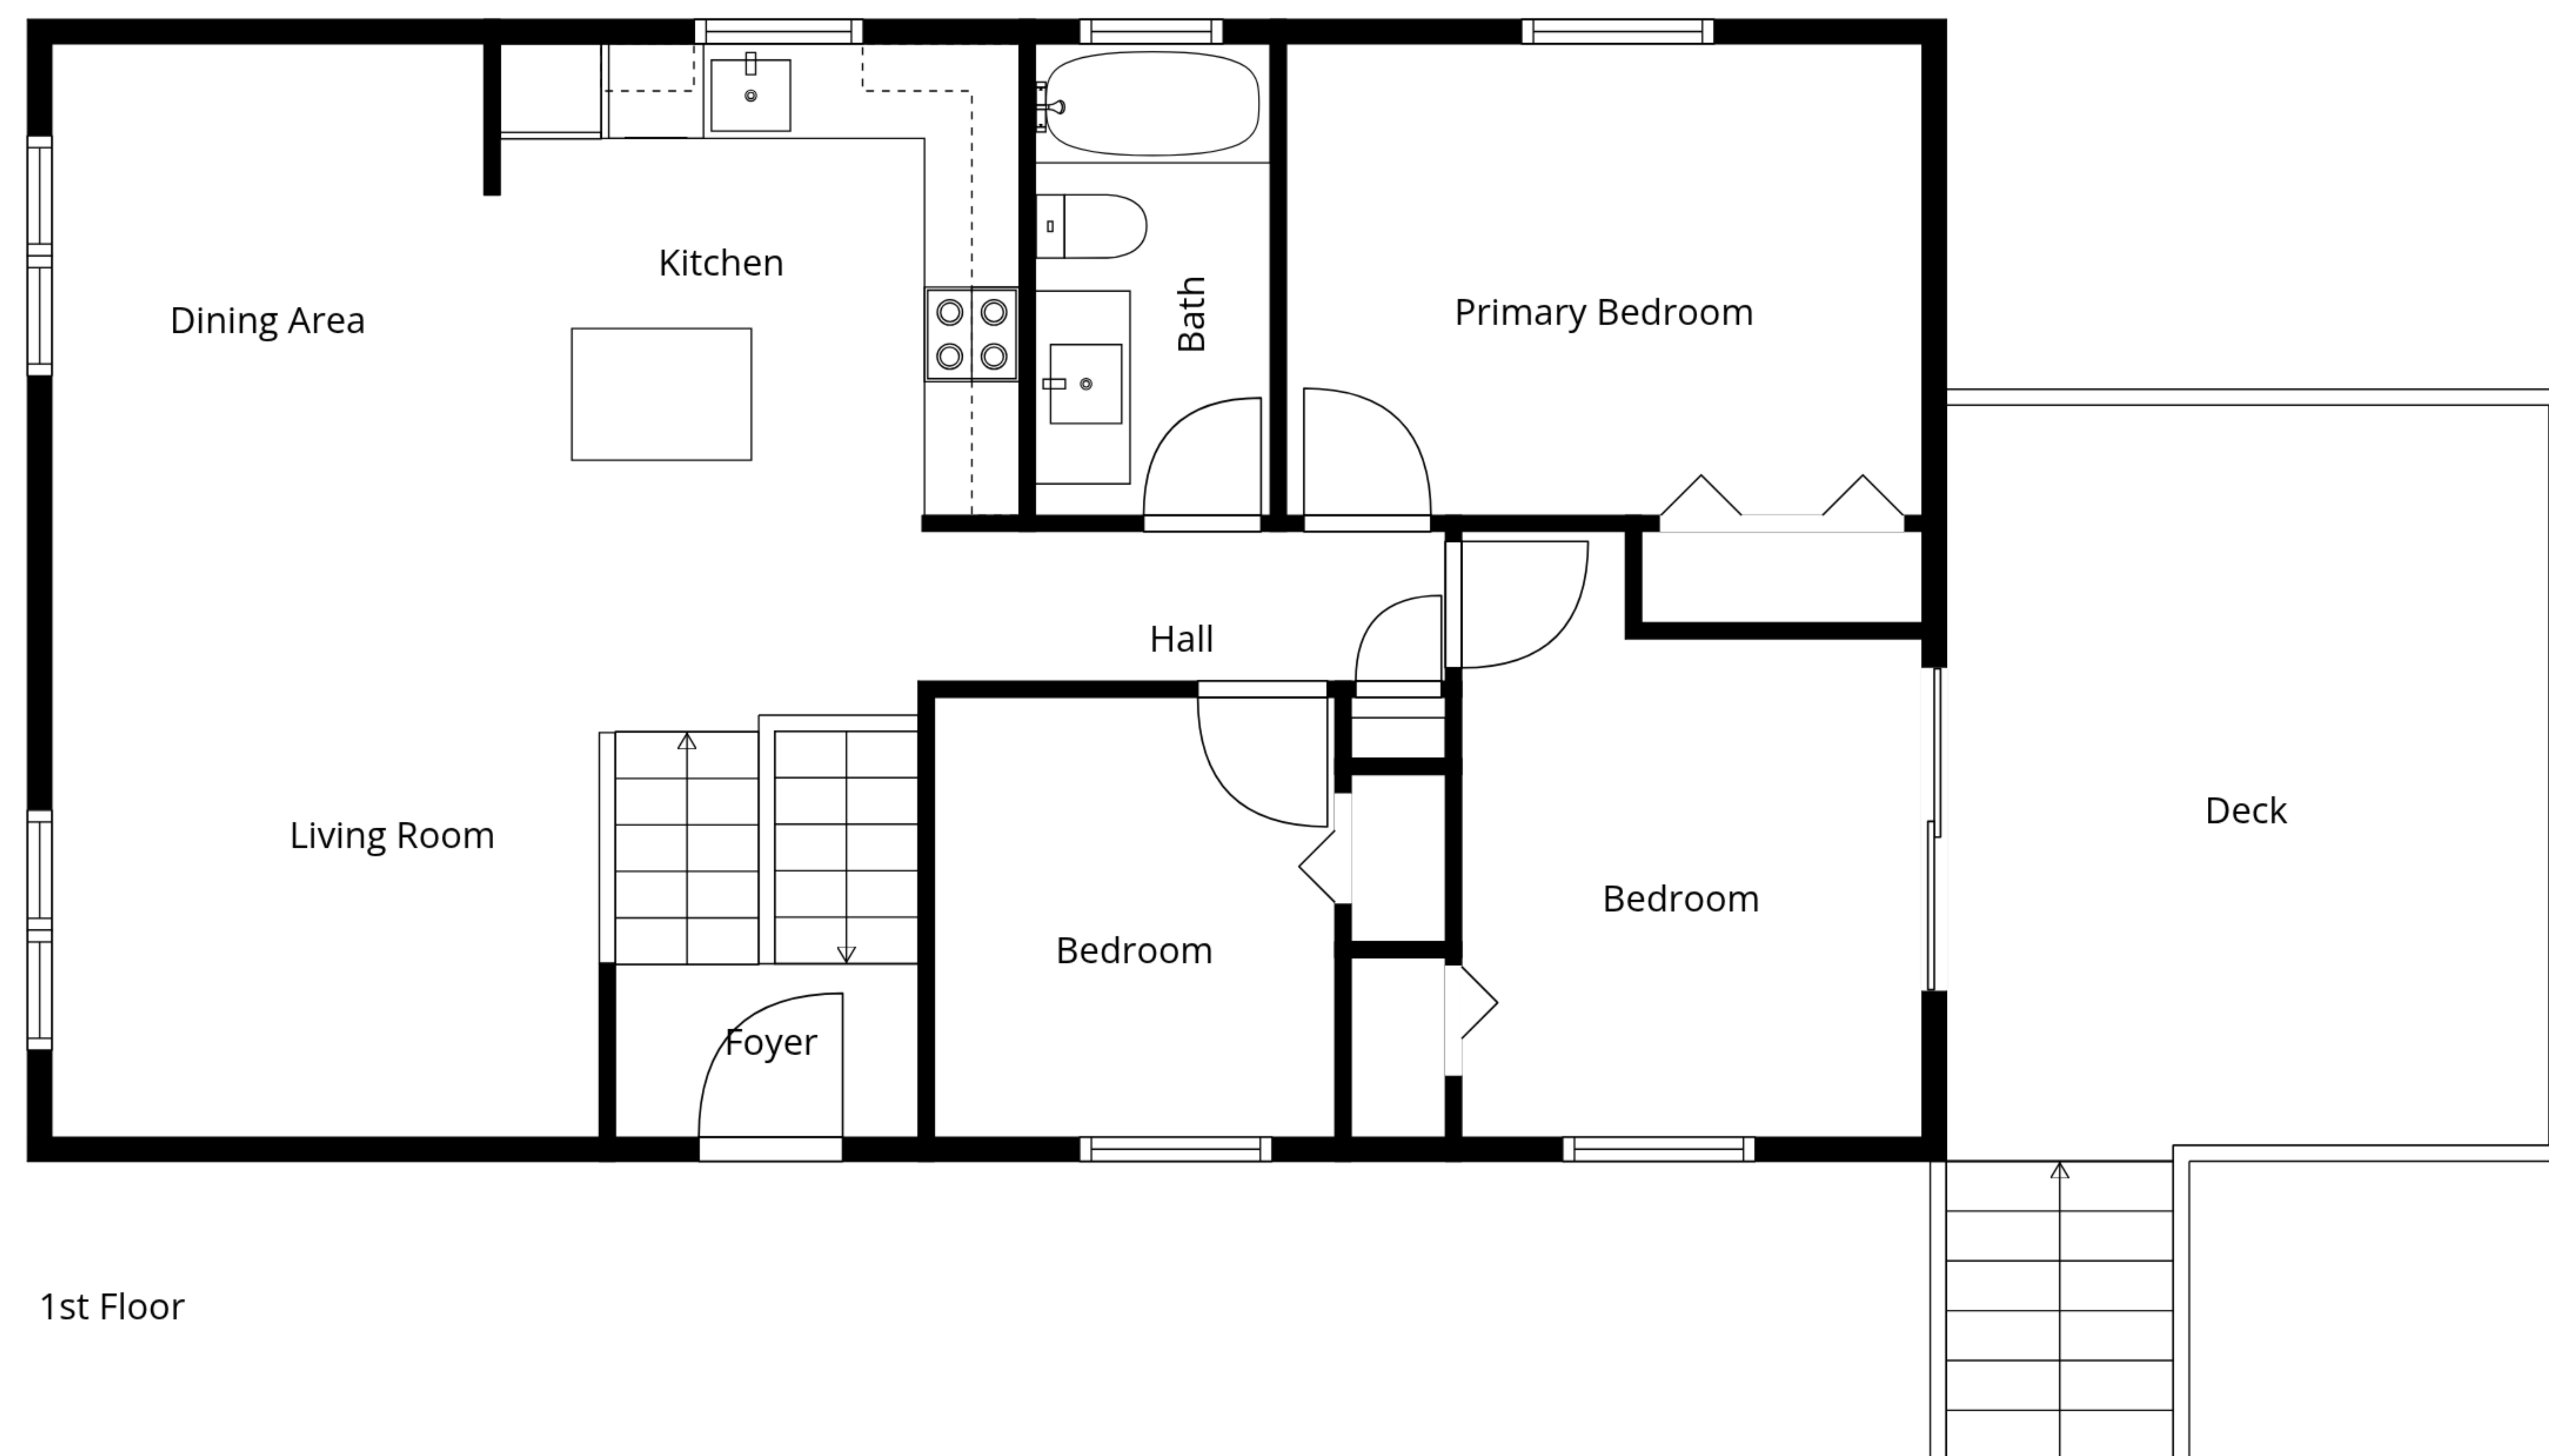 Kitchen
Dining Area
Bath
Primary Bedroom
Hall
Living Room
Deck
Bedroom
Bedroom
Foyer
1st Floor